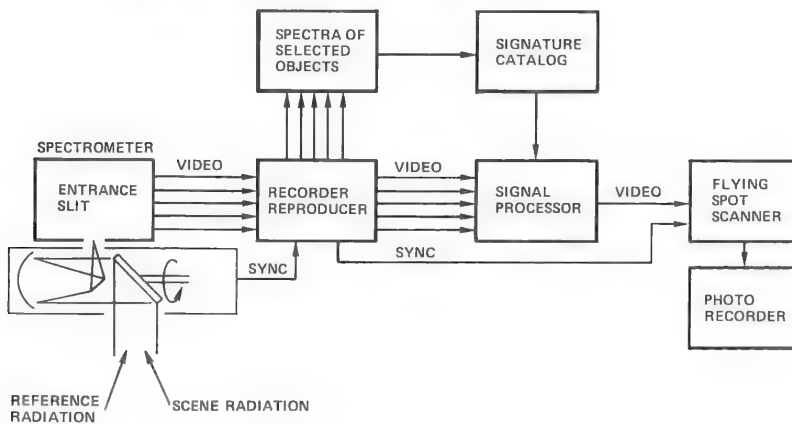 SPECTRA OF
SELECTED
OBJECTS
SIGNATURE
CATALOG
SPECTROMETER
ENTRANCE
SLIT
VIDEO
RECORDER
REPRODUCER
VIDEO
SIGNAL
PROCESSOR
VIDEO
FLYING
SPOT
SCANNER
SYNC
SYNC
PHOTO
RECORDER
REFERENCE
RADIATION
SCENE RADIATION